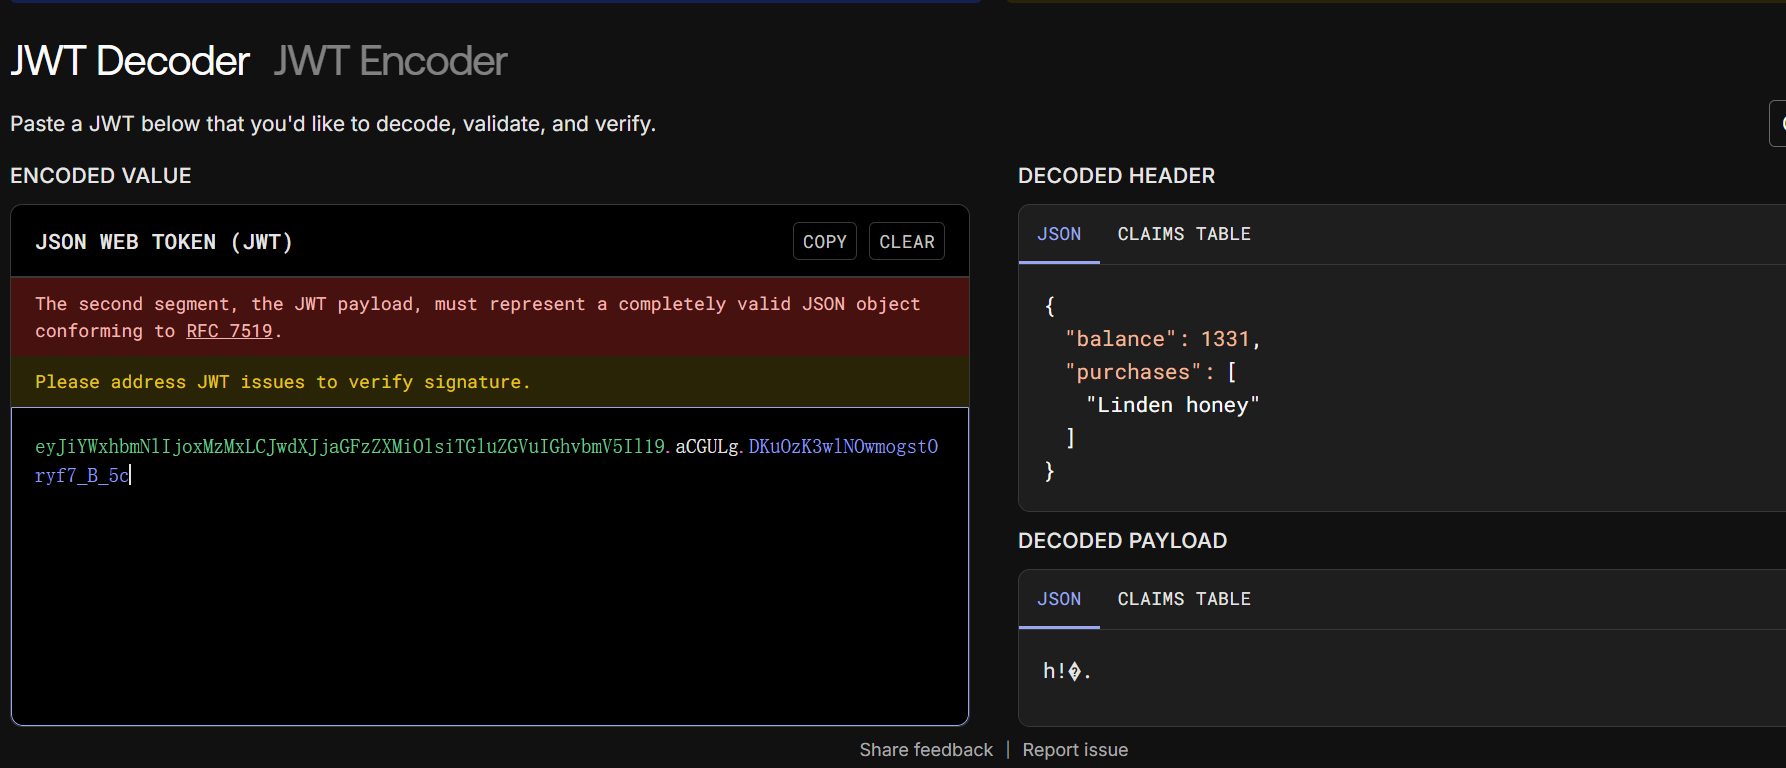 JWT Decoder JWT Encoder
Paste a JWT below that you'd like to decode, validate, and verify.
ENCODED VALUE
JSON WEB TOKEN (JWT)
COPY
CLEAR
The second segment, the JWT payload, must represent a completely valid JSON object
conforming to RFC 7519.
Please address JWT issues to verify signature.
eyJiYWxhbmNlIjoxMzMxLCJwdXJjaGFzZXMiOlsiTGluZGVuIGhvbmV5Il19.aCGULg.DKuOzK3wlNOwmogstO
ryf7_B_5c
DECODED HEADER
JSON CLAIMS TABLE
{
"balance": 1331,
"purchases": [
"Linden honey"
]
}
DECODED PAYLOAD
JSON CLAIMS TABLE
h!�.
Share feedback | Report issue